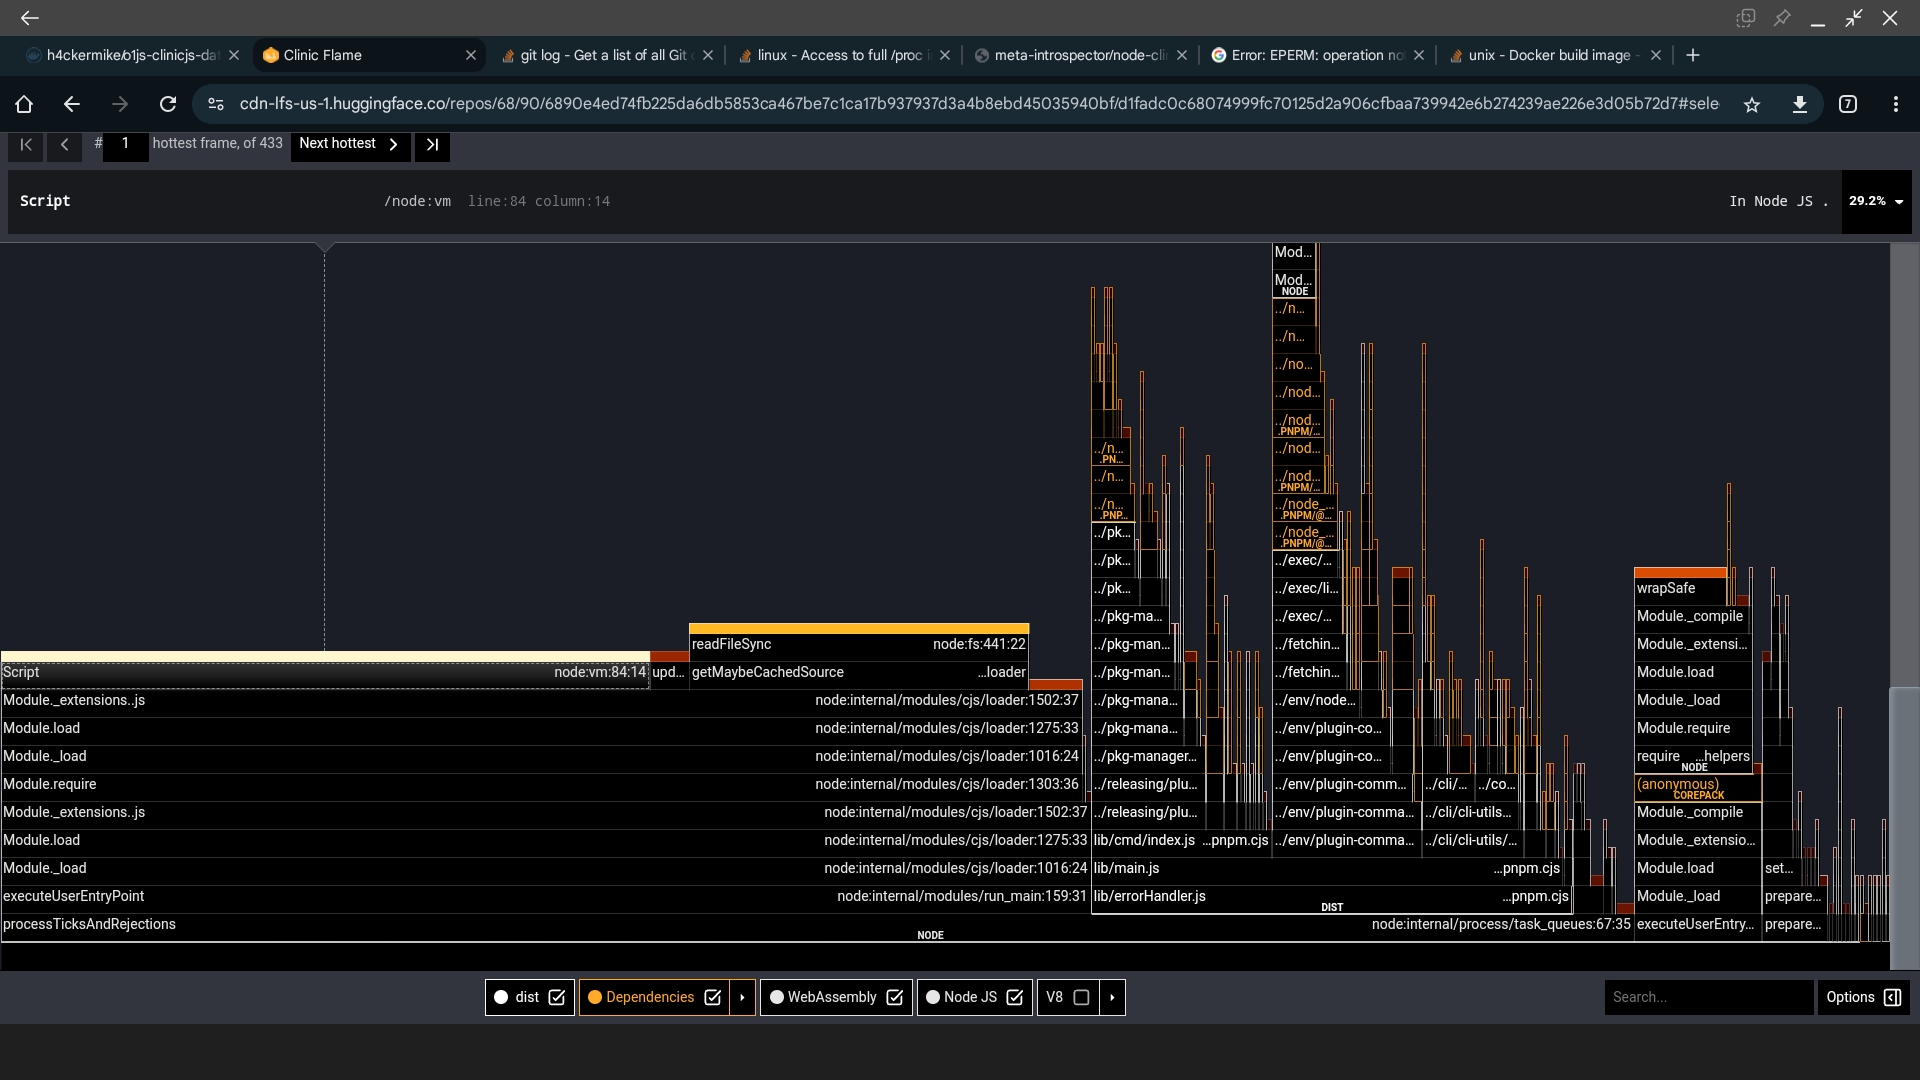 h4ckermike/o1js-clinicjs-dat
Clinic Flame
git log - Get a list of all Git c
linux - Access to full /proc i
meta-introspector/node-cli
Error: EPERM: operation no
unix - Docker build image -
cdn-lfs-us-1.huggingface.co/repos/68/90/6890e4ed74fb225da6db5853ca467be7c1ca17b937937d3a4b8ebd45035940bf/d1fadc0c68074999fc70125d2a906cfbaa739942e6b274239ae226e3d05b72d7#sele
7
# 1 hottest frame, of 433 Next hottest
Script /node:vm line:84 column:14 In Node JS . 29.2%
Mod...
Mod...
NODE
../n...
../n...
../no...
../nod...
../nod...
.PNPM/...
../n... ../nod...
.PN...
../n... ../nod...
.PNPM/...
../n... ../node_...
.PNP... .PNPM/@...
../pk... ../node_...
.PNPM/@...
../pk... ../exec/...
../pk... ../exec/li... wrapSafe
../pkg-ma... ../exec/... Module._compile
readFileSync node:fs:441:22 ../pkg-man... ../fetchin... Module._extensi...
Script node:vm:84:14 upd... getMaybeCachedSource ...loader ../pkg-man... ../fetchin... Module.load
Module._extensions..js node:internal/modules/cjs/loader:1502:37 ../pkg-mana... ../env/node... Module._load
Module.load node:internal/modules/cjs/loader:1275:33 ../pkg-mana... ../env/plugin-co... Module.require
Module._load node:internal/modules/cjs/loader:1016:24 ../pkg-manager... ../env/plugin-co... require ...helpers
NODE
Module.require node:internal/modules/cjs/loader:1303:36 ../releasing/plu... ../env/plugin-comm... ../cli/... ../co... (anonymous)
COREPACK
Module._extensions..js node:internal/modules/cjs/loader:1502:37 ../releasing/plu... ../env/plugin-comma... ../cli/cli-utils... Module._compile
Module.load node:internal/modules/cjs/loader:1275:33 lib/cmd/index.js ...pnpm.cjs ../env/plugin-comma... ../cli/cli-utils/... Module._extensio...
Module._load node:internal/modules/cjs/loader:1016:24 lib/main.js ...pnpm.cjs Module.load set...
executeUserEntryPoint node:internal/modules/run_main:159:31 lib/errorHandler.js ...pnpm.cjs Module._load prepare...
DIST
processTicksAndRejections node:internal/process/task_queues:67:35 executeUserEntry... prepare...
NODE
dist Dependencies WebAssembly Node JS V8 Search... Options